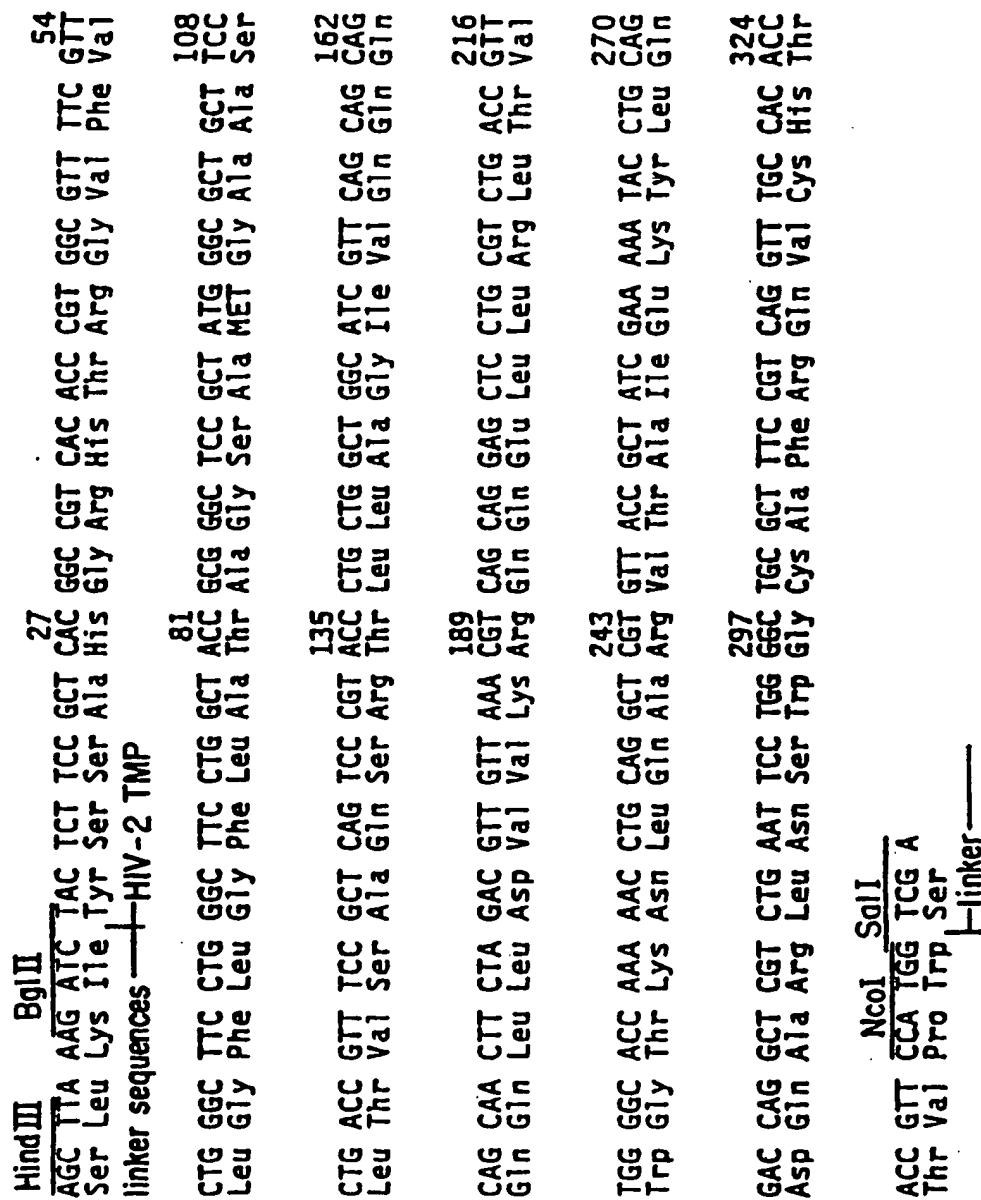 HindIII BglII 27 54
AGC TTA AAG ATC TAC TCT TCC GCT CAC GGC CGT CAC ACC CGT GGC GTT TTC GTT
Ser Leu Lys Ile Tyr Ser Ser Ala His Gly Arg His Thr Arg Gly Val Phe Val
linker sequences HIV-2 TMP
81 108
CTG GGC TTC CTG GGC TTC CTG GCT ACC GCG GGC TCC GCT ATG GGC GCT GCT TCC
Leu Gly Phe Leu Gly Phe Leu Ala Thr Ala Gly Ser Ala MET Gly Ala Ala Ser
135 162
CTG ACC GTT TCC GCT CAG TCC CGT ACC CTG CTG GCT GGC ATC GTT CAG CAG CAG
Leu Thr Val Ser Ala Gln Ser Arg Thr Leu Leu Ala Gly Ile Val Gln Gln Gln
189 216
CAG CAA CTT CTA GAC GTT GTT AAA CGT CAG CAG GAG CTC CTG CGT CTG ACC GTT
Gln Gln Leu Leu Asp Val Val Lys Arg Gln Gln Glu Leu Leu Arg Leu Thr Val
243 270
TGG GGC ACC AAA AAC CTG CAG GCT CGT GTT ACC GCT ATC GAA AAA TAC CTG CAG
Trp Gly Thr Lys Asn Leu Gln Ala Arg Val Thr Ala Ile Glu Lys Tyr Leu Gln
297 324
GAC CAG GCT CGT CTG AAT TCC TGG GGC TGC GCT TTC CGT CAG GTT TGC CAC ACC
Asp Gln Ala Arg Leu Asn Ser Trp Gly Cys Ala Phe Arg Gln Val Cys His Thr
NcoI SalI
ACC GTT CCA TGG TCG A
Thr Val Pro Trp Ser
linker